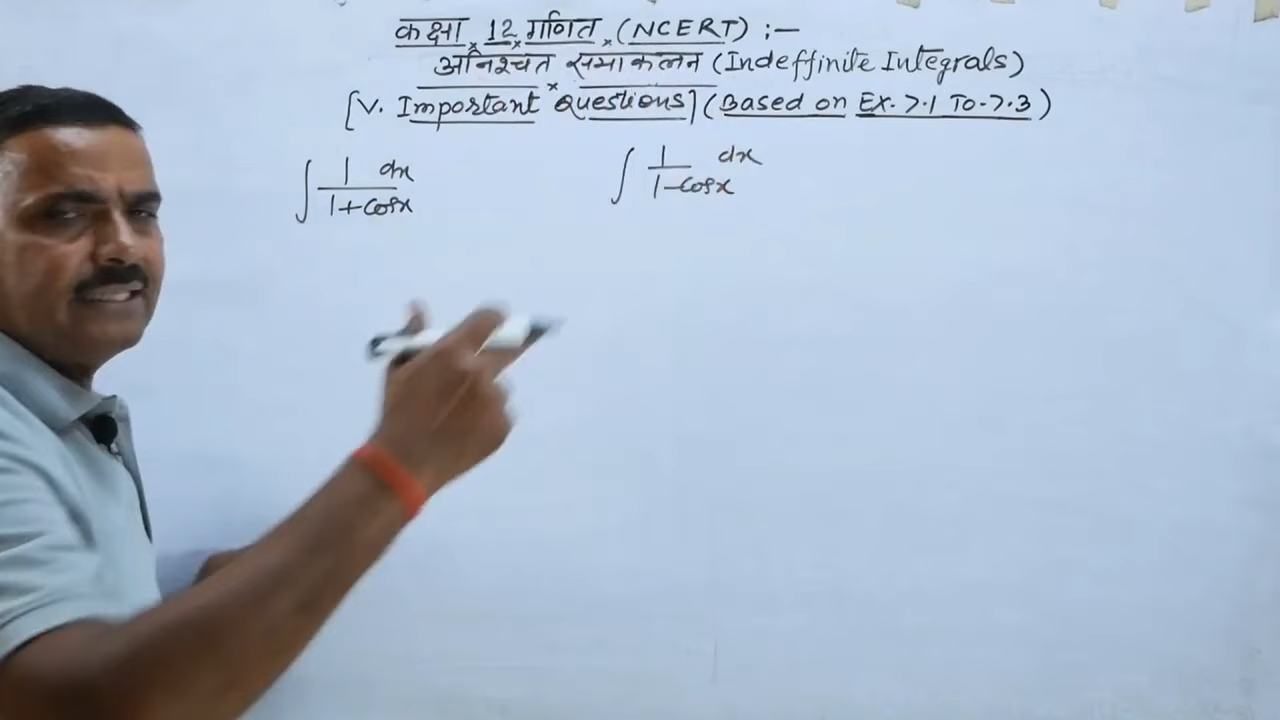 कक्षा 12 गणित (NCERT) :-
अनिश्चत समाकलन (Indeffinite Integrals)
[V. Important Questions] (Based on Ex. 7.1 To 7.3)
∫ 1/(1+cosx) dx ∫ 1/(1-cosx) dx